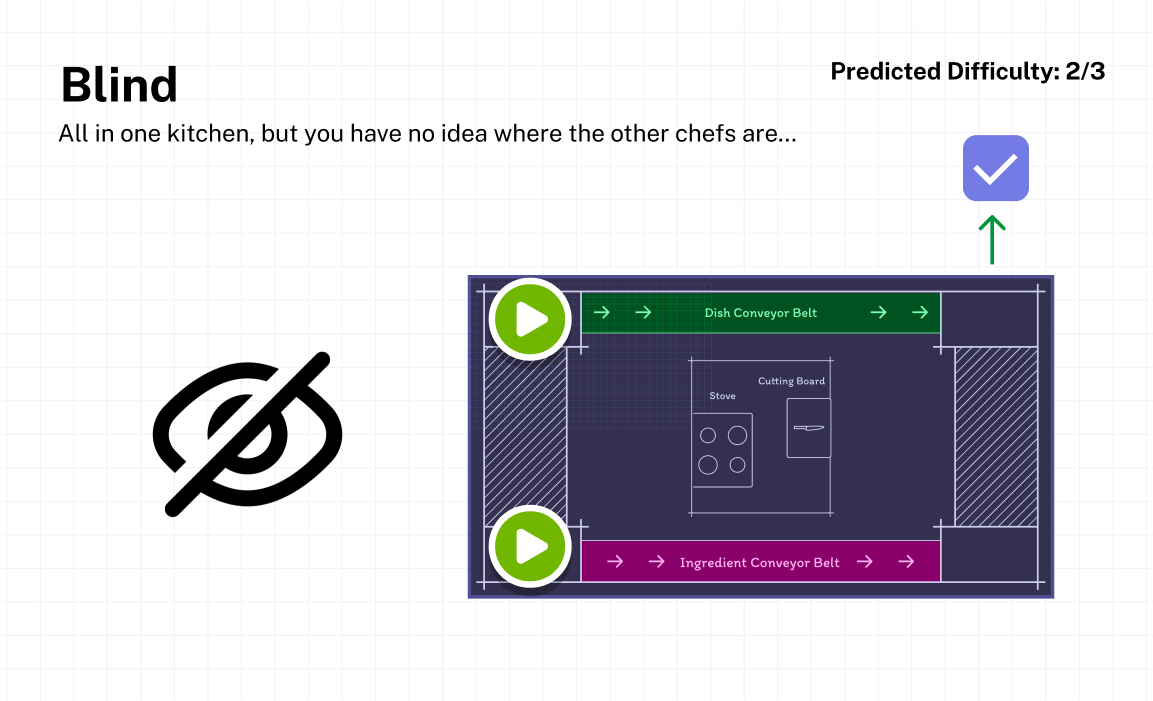 Blind
Predicted Difficulty: 2/3
All in one kitchen, but you have no idea where the other chefs are...
Dish Conveyor Belt
Cutting Board
Stove
Ingredient Conveyor Belt